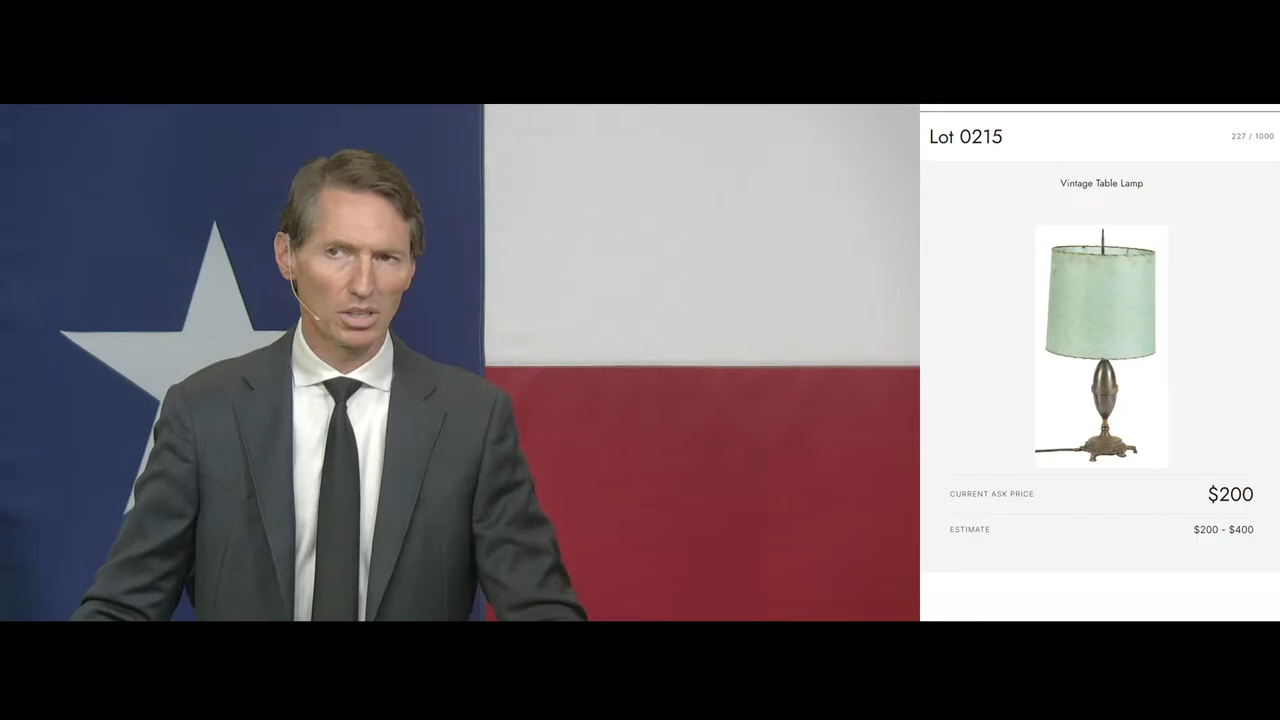 Lot 0215
227 / 1000
Vintage Table Lamp
CURRENT ASK PRICE
$200
ESTIMATE
$200 - $400